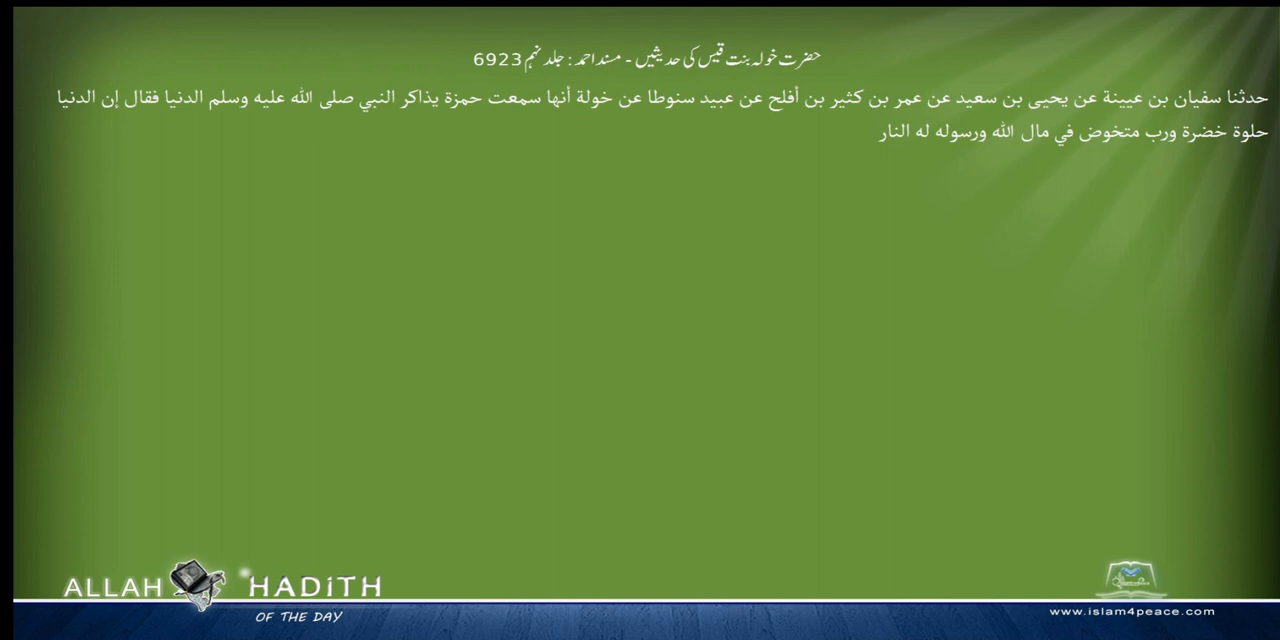 حضرت خولہ بنت قیس کی حدیثیں - مسند احمد : جلد نہم 6923
حدثنا سفيان بن عيينة عن يحيى بن سعيد عن عمر بن كثير بن أفلح عن عبيد سنوطا عن خولة أنها سمعت حمزة يذاكر النبي صلى الله عليه وسلم الدنيا فقال إن الدنيا
حلوة خضرة ورب متخوض في مال الله ورسوله له النار
ALLAH HADITH
OF THE DAY
www.islam4peace.com